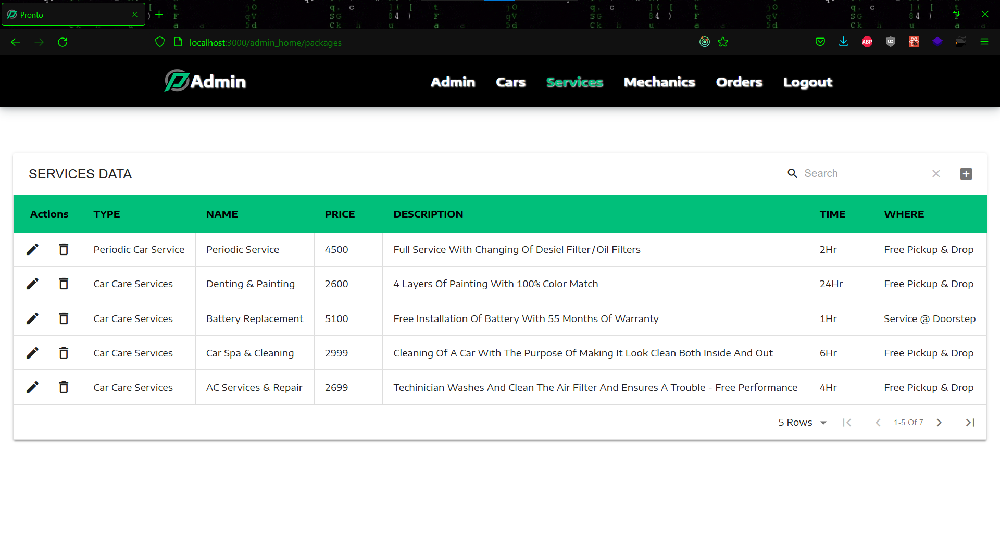 Pronto
localhost:3000/admin_home/packages
ABP
Admin
Admin Cars Services Mechanics Orders Logout
SERVICES DATA
Search
Actions TYPE NAME PRICE DESCRIPTION TIME WHERE
Periodic Car Service Periodic Service 4500 Full Service With Changing Of Desiel Filter/Oil Filters 2Hr Free Pickup & Drop
Car Care Services Denting & Painting 2600 4 Layers Of Painting With 100% Color Match 24Hr Free Pickup & Drop
Car Care Services Battery Replacement 5100 Free Installation Of Battery With 55 Months Of Warranty 1Hr Service @ Doorstep
Car Care Services Car Spa & Cleaning 2999 Cleaning Of A Car With The Purpose Of Making It Look Clean Both Inside And Out 6Hr Free Pickup & Drop
Car Care Services AC Services & Repair 2699 Techinician Washes And Clean The Air Filter And Ensures A Trouble - Free Performance 4Hr Free Pickup & Drop
5 Rows 1-5 Of 7